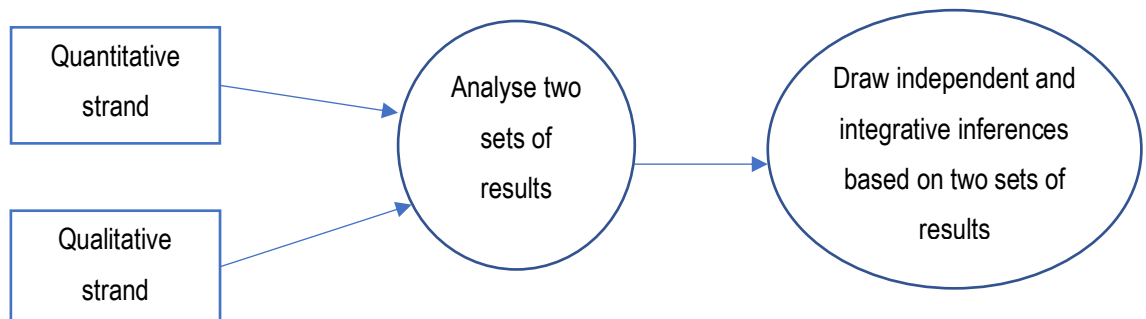 Quantitative
strand
Qualitative
strand
Analyse two
sets of
results
Draw independent and
integrative inferences
based on two sets of
results